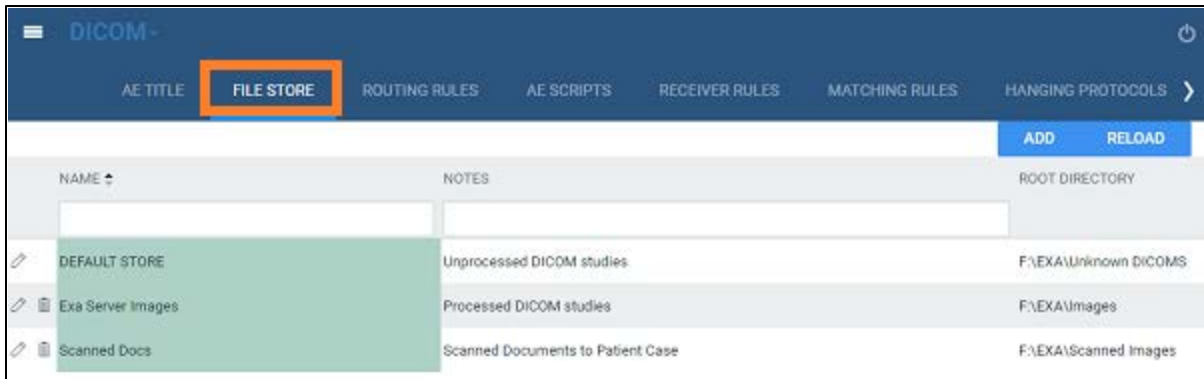 DICOM
AE TITLE FILE STORE ROUTING RULES AE SCRIPTS RECEIVER RULES MATCHING RULES HANGING PROTOCOLS
ADD RELOAD
NAME NOTES ROOT DIRECTORY
DEFAULT STORE Unprocessed DICOM studies F:\EXA\Unknown DICOMS
Exa Server Images Processed DICOM studies F:\EXA\Images
Scanned Docs Scanned Documents to Patient Case F:\EXA\Scanned Images